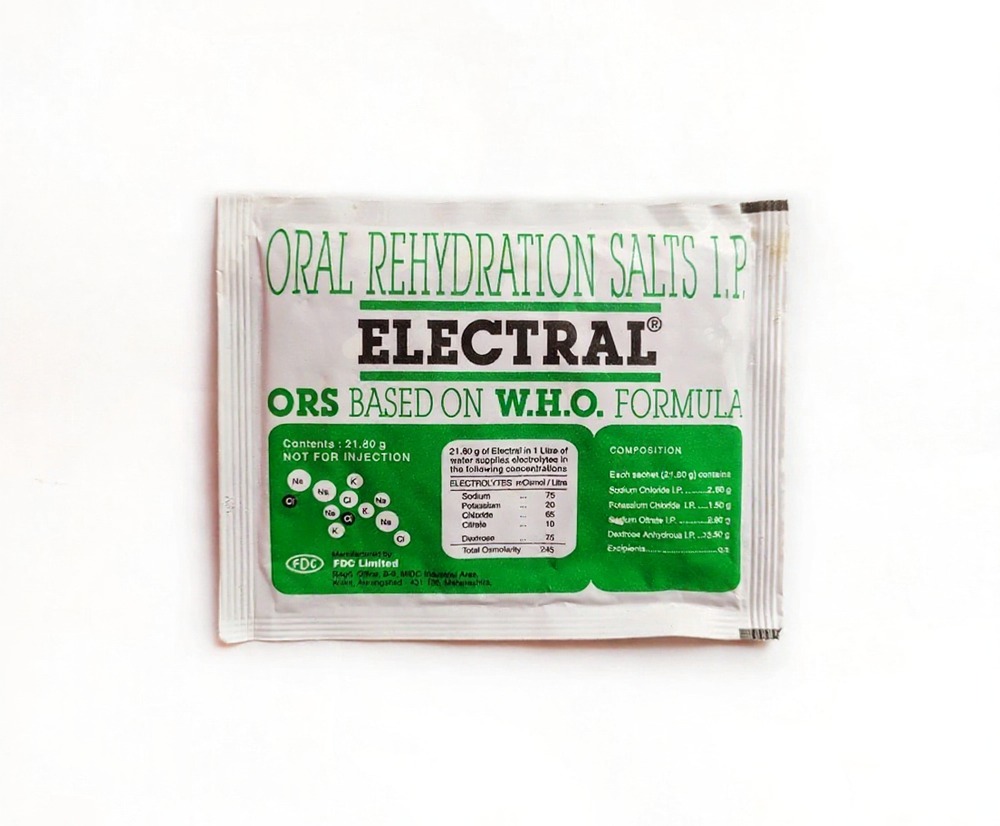 ORAL REHYDRATION SALTS I.P.
ELECTRAL®
ORS BASED ON W.H.O. FORMULA
Contents : 21.80 g
NOT FOR INJECTION
Na
K
Cl
Na
Cl
Na
Na
K
Cl
Na
K
Cl
21.80 g of Electral in 1 Litre of
water supplies electrolytes in
the following concentrations
ELECTROLYTES mOsmol / Litre
Sodium ... 75
Potassium ... 20
Chloride ... 65
Citrate ... 10
Dextrose ... 75
Total Osmolarity 245
FDC
Manufactured by
FDC Limited
B-8, MIDC Industrial Area,
Maharashtra.
COMPOSITION
Each sachet (21.80 g) contains
Sodium Chloride I.P. ........2.60 g
Potassium Chloride I.P. ....1.50 g
Sodium Citrate I.P. ..........2.90 g
Dextrose Anhydrous I.P. ..13.50 g
Excipients.....................q.s